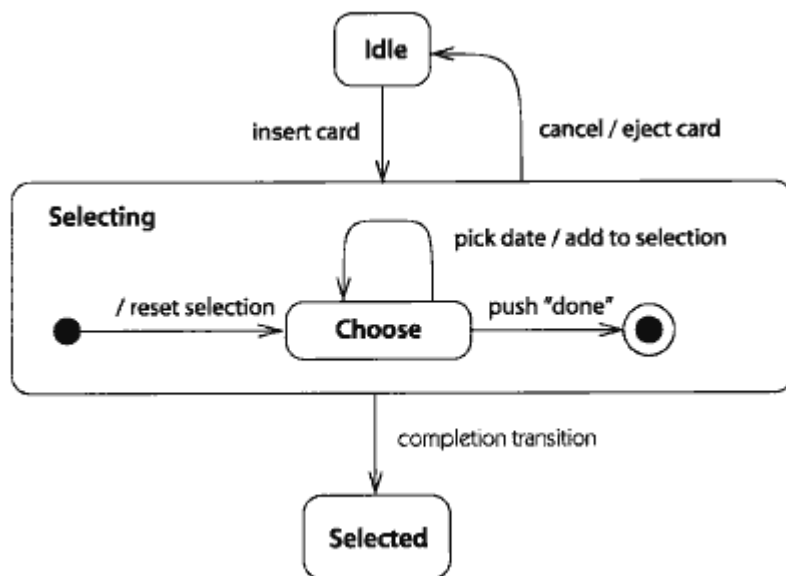 Idle
insert card
cancel / eject card
Selecting
pick date / add to selection
/ reset selection
push "done"
Choose
completion transition
Selected